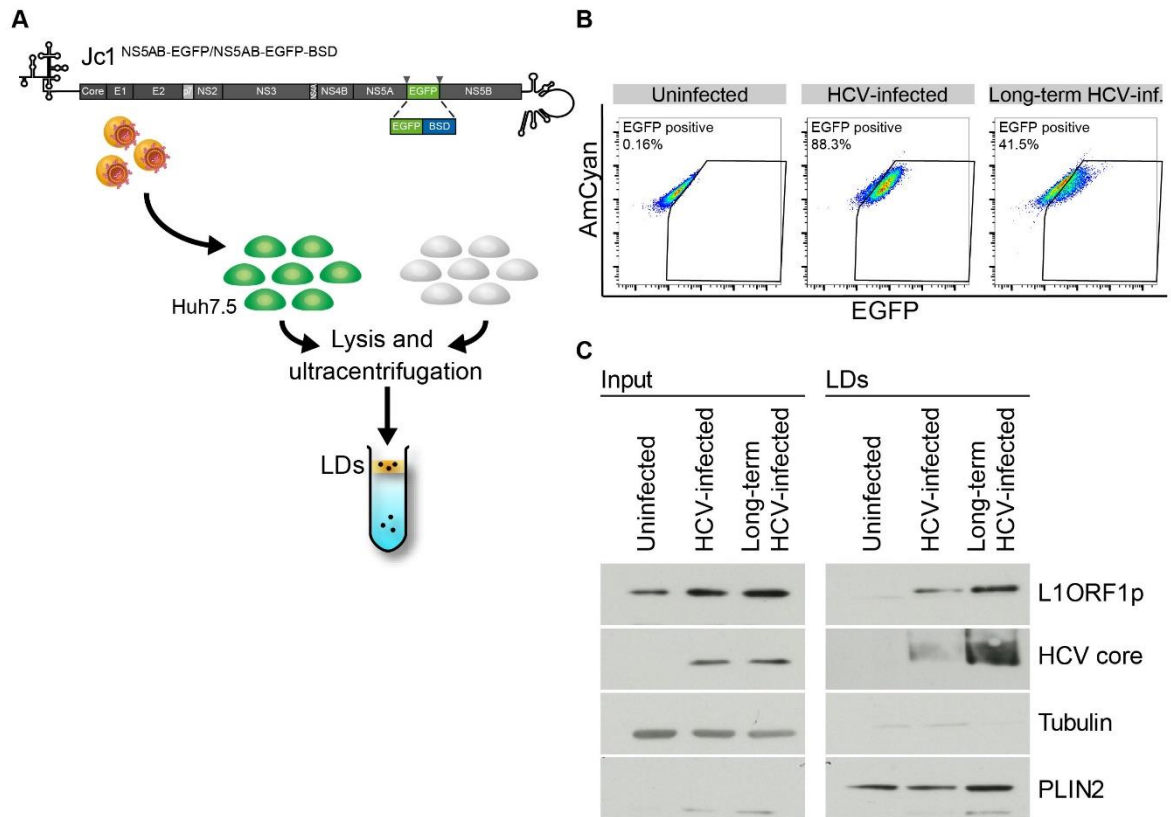 A
Jc1 NS5AB-EGFP/NS5AB-EGFP-BSD
Core E1 E2 p7 NS2 NS3 NS4B NS5A EGFP NS5B
EGFP BSD
Huh7.5
Lysis and
ultracentrifugation
LDs
B
Uninfected HCV-infected Long-term HCV-inf.
EGFP positive
0.16%
EGFP positive
88.3%
EGFP positive
41.5%
AmCyan
EGFP
C
Input LDs
Uninfected
HCV-infected
Long-term
HCV-infected
Uninfected
HCV-infected
Long-term
HCV-infected
L1ORF1p
HCV core
Tubulin
PLIN2